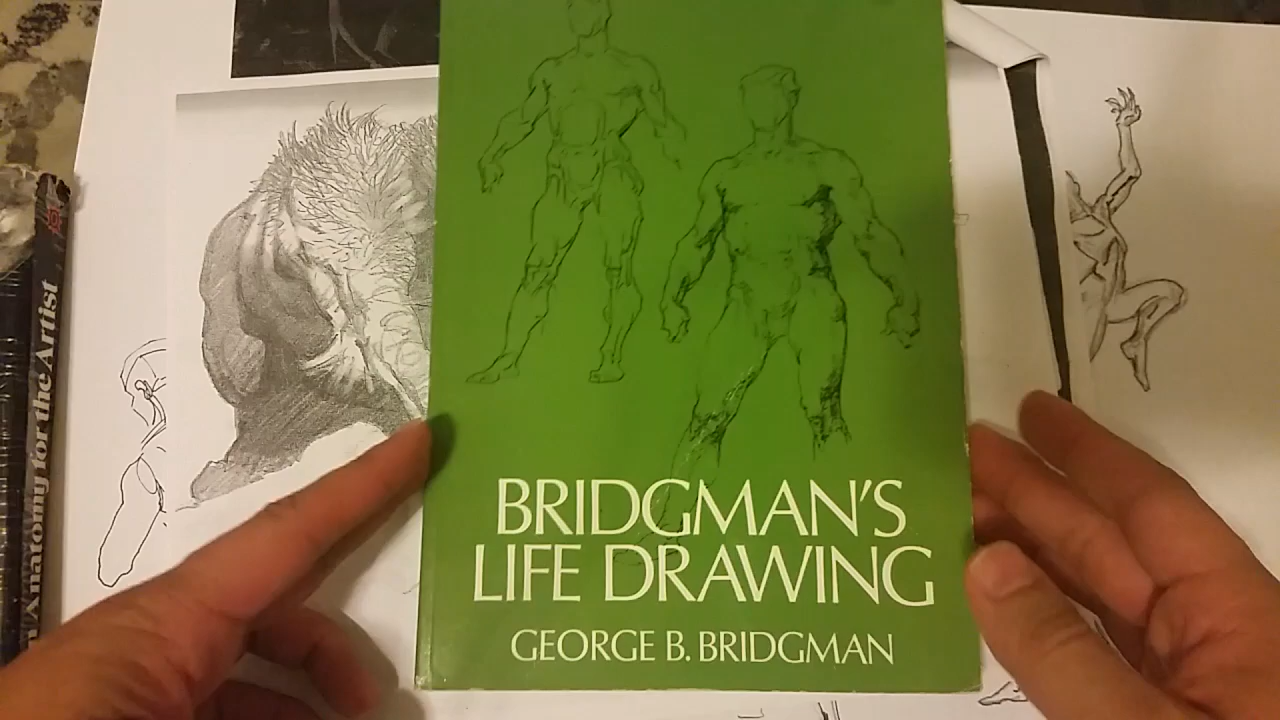 BRIDGMAN'S
LIFE DRAWING
GEORGE B. BRIDGMAN
Anatomy for the Artist